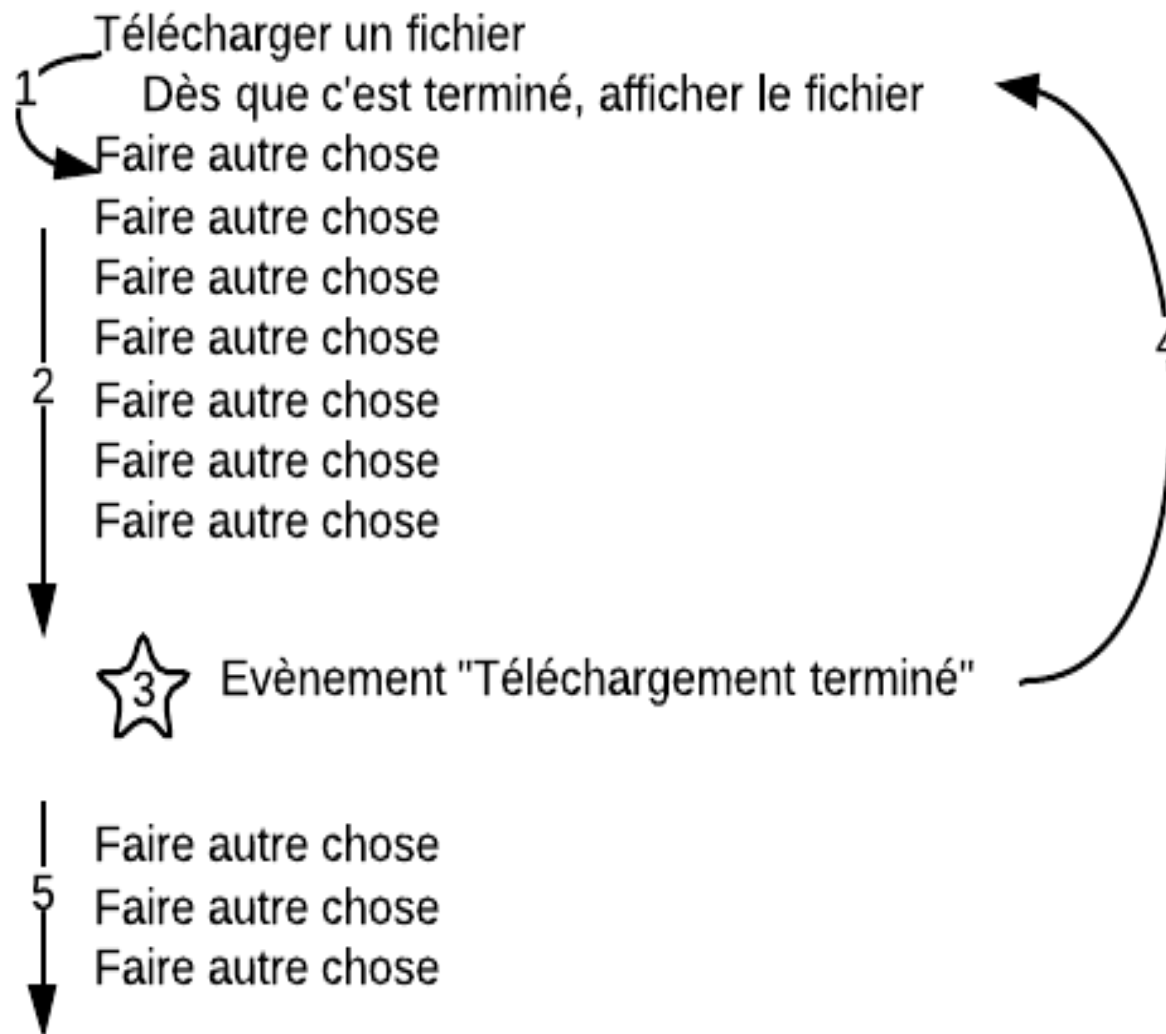 Télécharger un fichier
1
Dès que c'est terminé, afficher le fichier
Faire autre chose
Faire autre chose
Faire autre chose
Faire autre chose
4
2
Faire autre chose
Faire autre chose
Faire autre chose
3 Evènement "Téléchargement terminé"
Faire autre chose
5
Faire autre chose
Faire autre chose